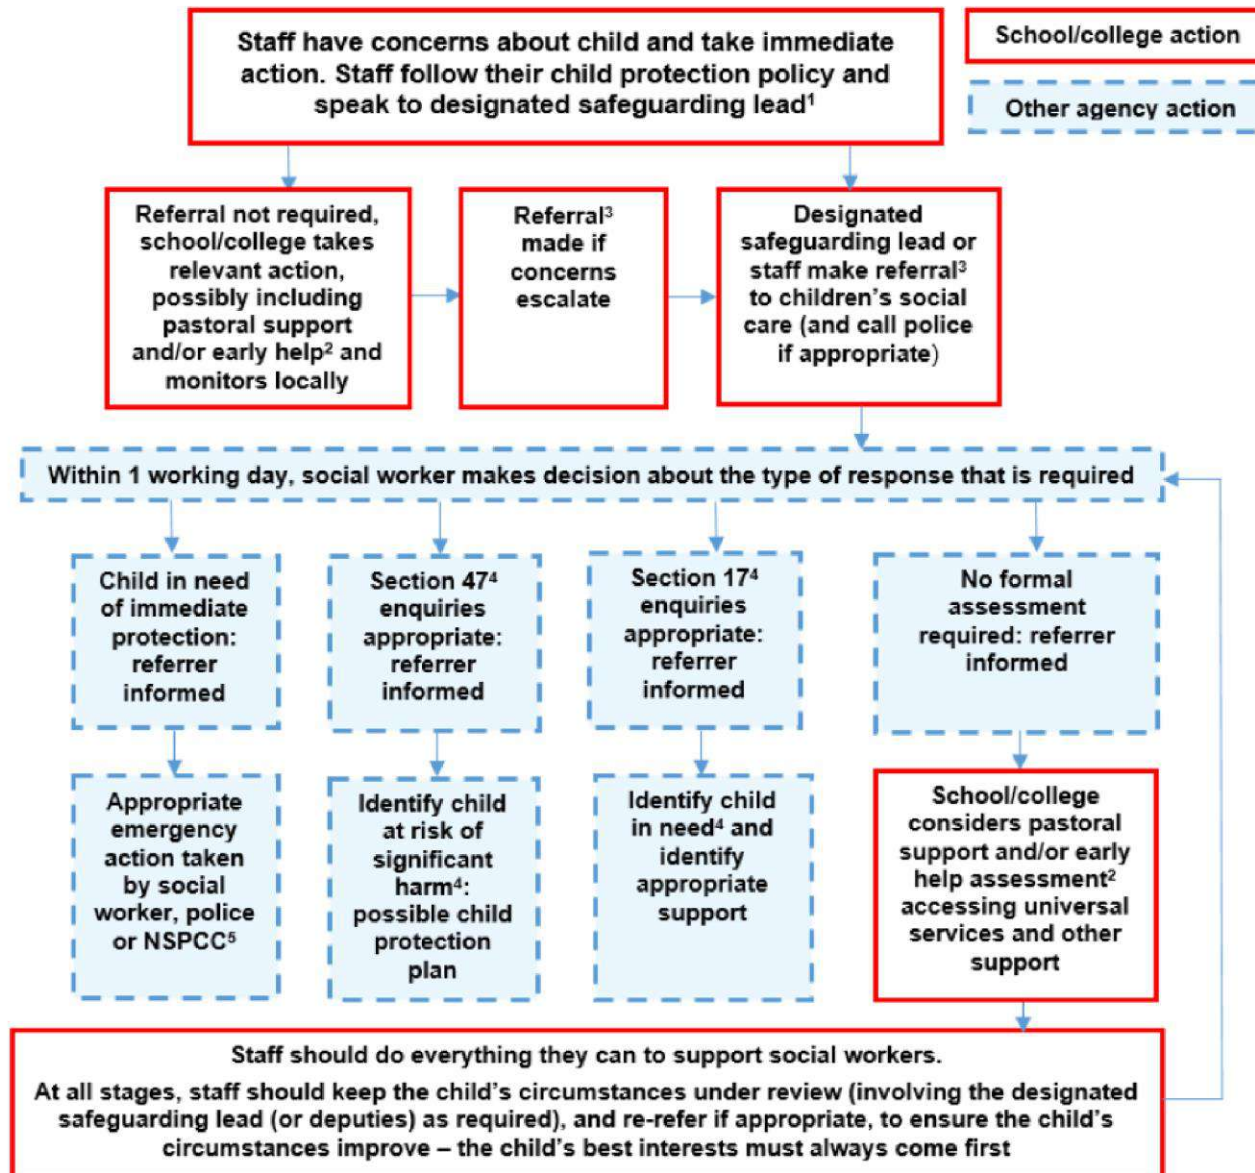 Staff have concerns about child and take immediate
action. Staff follow their child protection policy and
speak to designated safeguarding lead¹
School/college action
Other agency action
Referral not required,
school/college takes
relevant action,
possibly including
pastoral support
and/or early help² and
monitors locally
Referral³
made if
concerns
escalate
Designated
safeguarding lead or
staff make referral³
to children’s social
care (and call police
if appropriate)
Within 1 working day, social worker makes decision about the type of response that is required
Child in need
of immediate
protection:
referrer
informed
Section 47⁴
enquiries
appropriate:
referrer
informed
Section 17⁴
enquiries
appropriate:
referrer
informed
No formal
assessment
required: referrer
informed
Appropriate
emergency
action taken
by social
worker, police
or NSPCC⁵
Identify child
at risk of
significant
harm⁴:
possible child
protection
plan
Identify child
in need⁴ and
identify
appropriate
support
School/college
considers pastoral
support and/or early
help assessment²
accessing universal
services and other
support
Staff should do everything they can to support social workers.
At all stages, staff should keep the child’s circumstances under review (involving the designated
safeguarding lead (or deputies) as required), and re-refer if appropriate, to ensure the child’s
circumstances improve – the child’s best interests must always come first